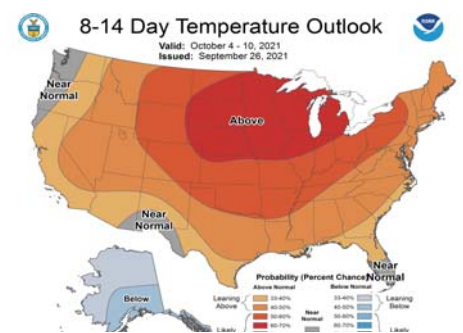 8-14 Day Temperature Outlook
Valid: October 4 - 10, 2021
Issued: September 26, 2021
NOAA
Near
Normal
Above
Near
Normal
Near
Normal
Below
Probability (Percent Chance)
Above Normal
Below Normal
Leaning
Above
33-40%
40-50%
50-60%
60-70%
Near
Normal
33-40%
40-50%
50-60%
60-70%
Leaning
Below
Likely
Likely